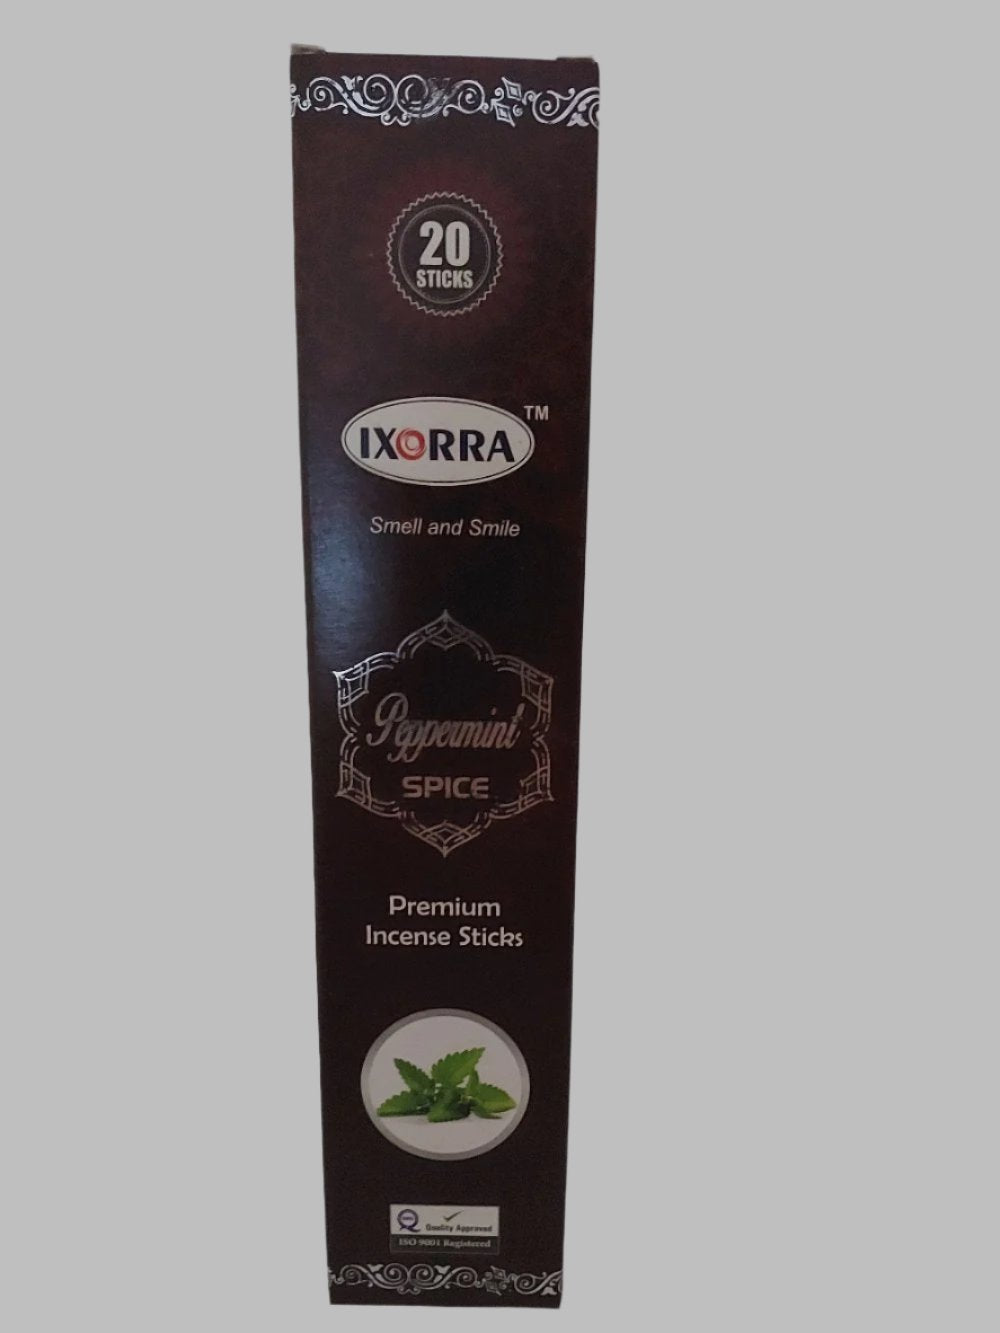 20
STICKS
IXORRA TM
Smell and Smile
Peppermint
SPICE
Premium
Incense Sticks
Quality Approved
ISO 9001 Registered